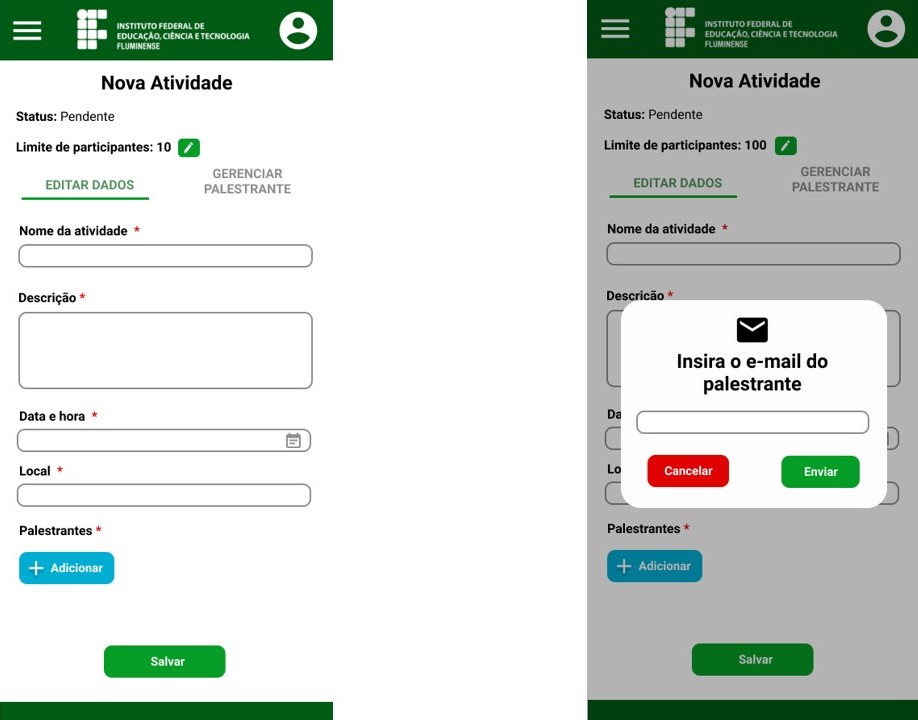 INSTITUTO FEDERAL DE
EDUCAÇÃO, CIÊNCIA E TECNOLOGIA
FLUMINENSE
Nova Atividade
Status: Pendente
Limite de participantes: 10
EDITAR DADOS
GERENCIAR
PALESTRANTE
Nome da atividade *
Descrição *
Data e hora *
Local *
Palestrantes *
+ Adicionar
Salvar
INSTITUTO FEDERAL DE
EDUCAÇÃO, CIÊNCIA E TECNOLOGIA
FLUMINENSE
Nova Atividade
Status: Pendente
Limite de participantes: 100
EDITAR DADOS
GERENCIAR
PALESTRANTE
Nome da atividade *
Descrição *
Insira o e-mail do
palestrante
Da
Lo
Cancelar
Enviar
Palestrantes *
+ Adicionar
Salvar